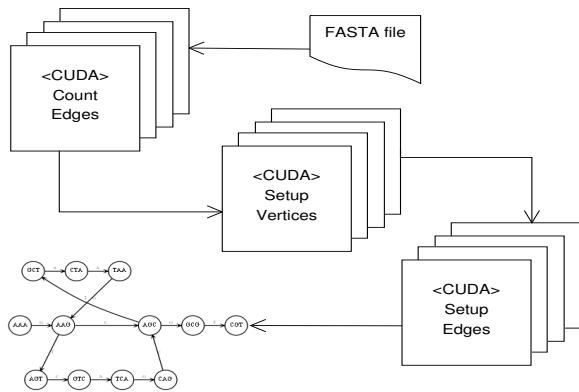 FASTA file
<CUDA>
Count
Edges
<CUDA>
Setup
Vertices
<CUDA>
Setup
Edges
GCT CTA TAA
AAA AAG AGC GCG CGT
AGT GTC TCA CAG